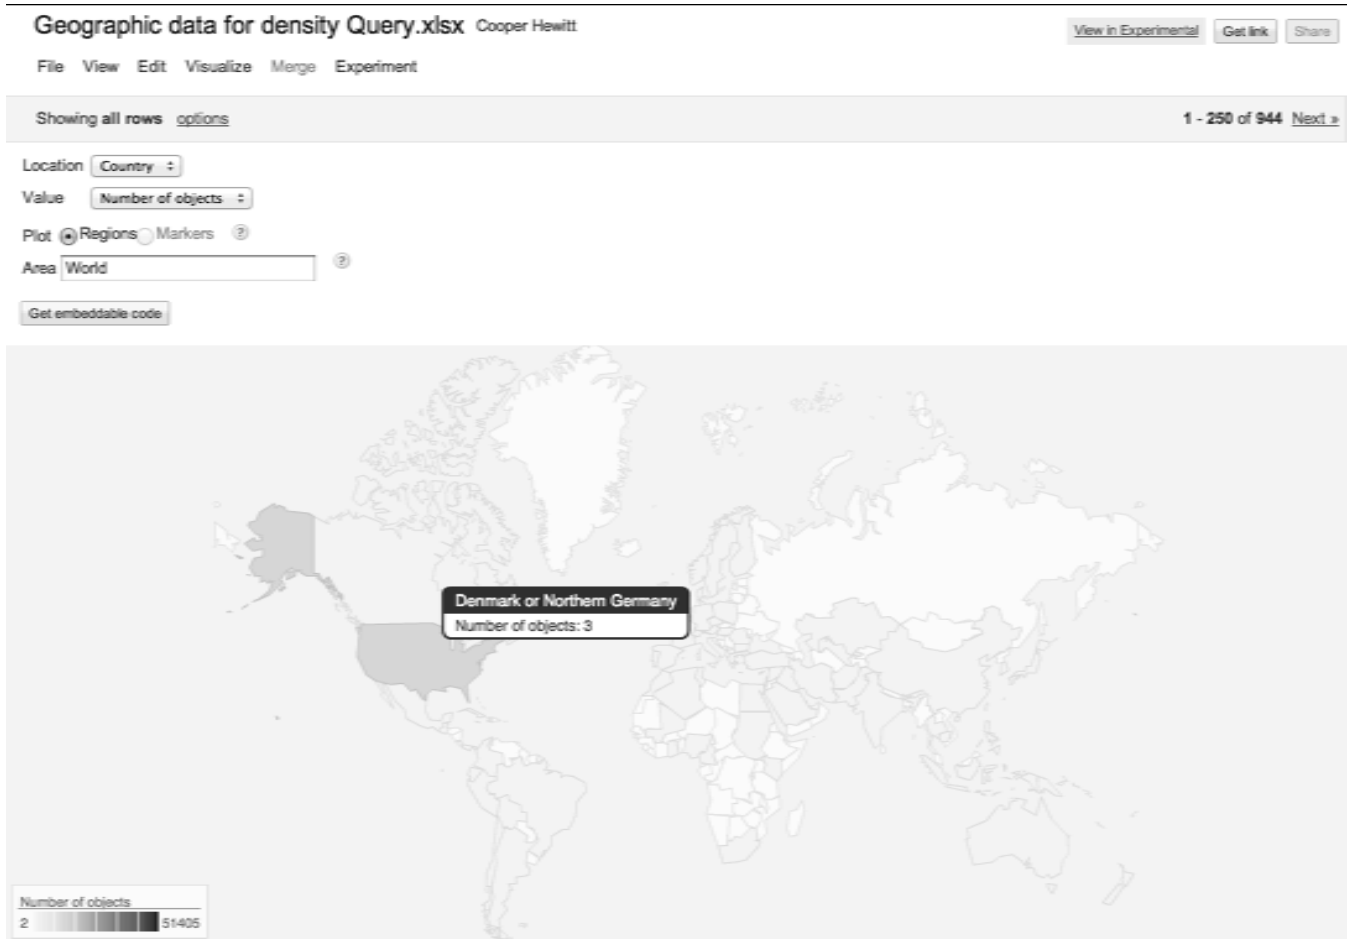 Geographic data for density Query.xlsx Cooper Hewitt
View in Experimental Get link Share
File View Edit Visualize Merge Experiment
Showing all rows options
1 - 250 of 944 Next »
Location Country
Value Number of objects
Plot Regions Markers ?
Area World ?
Get embeddable code
Denmark or Northern Germany
Number of objects: 3
Number of objects
2 51405